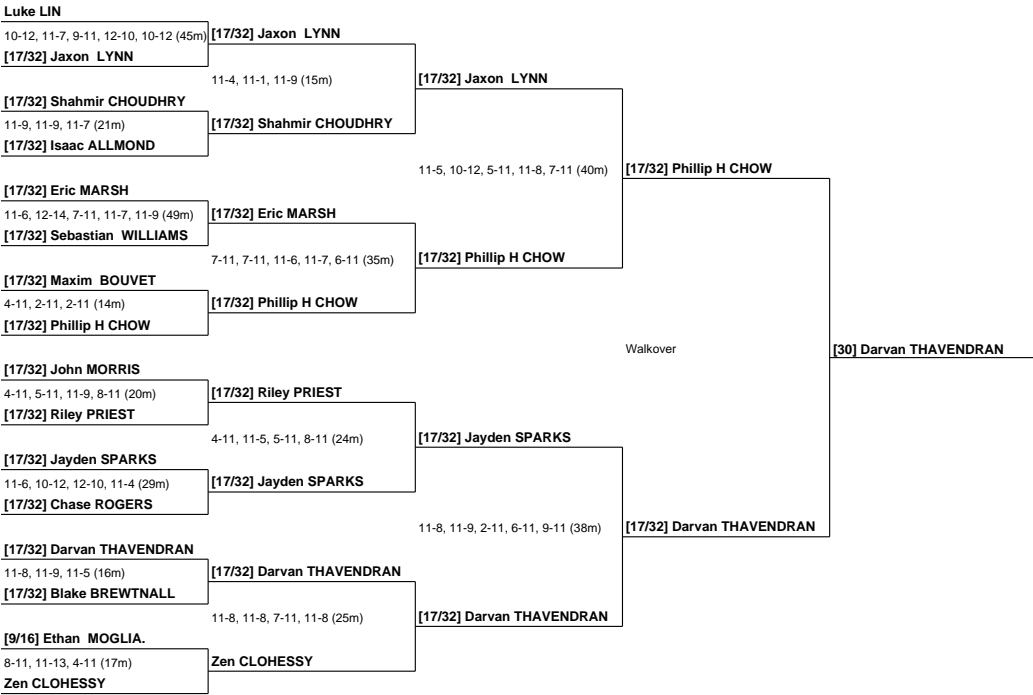 Luke LIN
10-12, 11-7, 9-11, 12-10, 10-12 (45m)
[17/32] Jaxon LYNN
[17/32] Jaxon LYNN
11-4, 11-1, 11-9 (15m)
[17/32] Jaxon LYNN
[17/32] Shahmir CHOUDHRY
11-9, 11-9, 11-7 (21m)
[17/32] Shahmir CHOUDHRY
[17/32] Isaac ALLMOND
11-5, 10-12, 5-11, 11-8, 7-11 (40m)
[17/32] Phillip H CHOW
[17/32] Eric MARSH
11-6, 12-14, 7-11, 11-7, 11-9 (49m)
[17/32] Eric MARSH
[17/32] Sebastian WILLIAMS
7-11, 7-11, 11-6, 11-7, 6-11 (35m)
[17/32] Phillip H CHOW
[17/32] Maxim BOUVET
4-11, 2-11, 2-11 (14m)
[17/32] Phillip H CHOW
[17/32] Phillip H CHOW
Walkover
[30] Darvan THAVENDRAN
[17/32] John MORRIS
4-11, 5-11, 11-9, 8-11 (20m)
[17/32] Riley PRIEST
[17/32] Riley PRIEST
4-11, 11-5, 5-11, 8-11 (24m)
[17/32] Jayden SPARKS
[17/32] Jayden SPARKS
11-6, 10-12, 12-10, 11-4 (29m)
[17/32] Jayden SPARKS
[17/32] Chase ROGERS
11-8, 11-9, 2-11, 6-11, 9-11 (38m)
[17/32] Darvan THAVENDRAN
[17/32] Darvan THAVENDRAN
11-8, 11-9, 11-5 (16m)
[17/32] Darvan THAVENDRAN
[17/32] Blake BREWTNALL
11-8, 11-8, 7-11, 11-8 (25m)
[17/32] Darvan THAVENDRAN
[9/16] Ethan MOGLIA.
8-11, 11-13, 4-11 (17m)
Zen CLOHESSY
Zen CLOHESSY